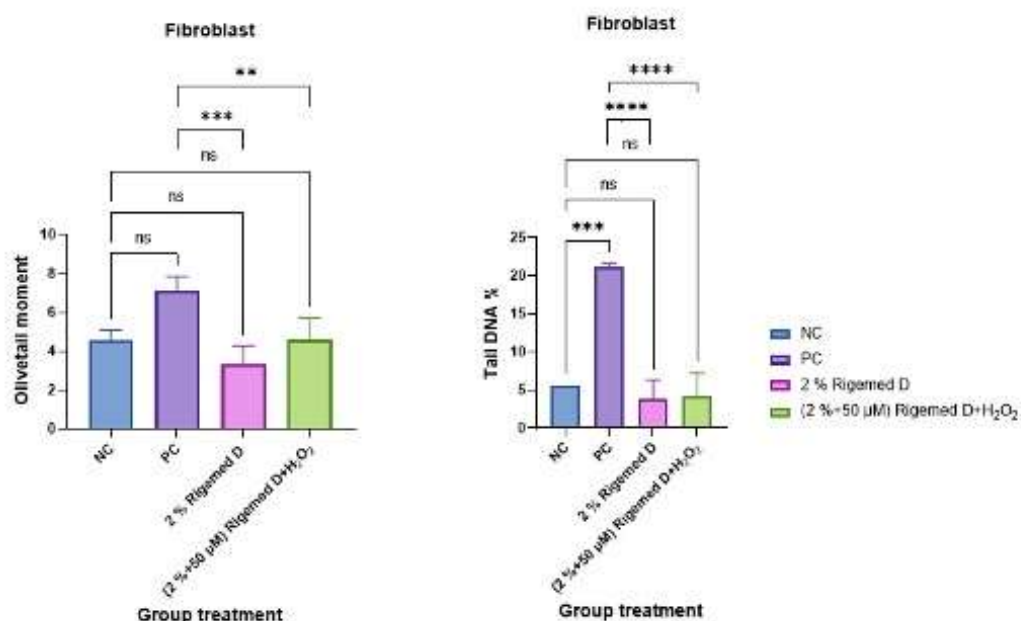 Fibroblast
**
***
ns
ns
ns
Olivetail moment
10
8
6
4
2
0
NC
PC
2 % Rigemed D
(2 %+50 µM) Rigemed D+H₂O₂
Group treatment
Fibroblast
****
****
ns
ns
***
Tail DNA %
25
20
15
10
5
0
NC
PC
2 % Rigemed D
(2 %+50 µM) Rigemed D+H₂O₂
Group treatment
NC
PC
2 % Rigemed D
(2 %+50 µM) Rigemed D+H₂O₂